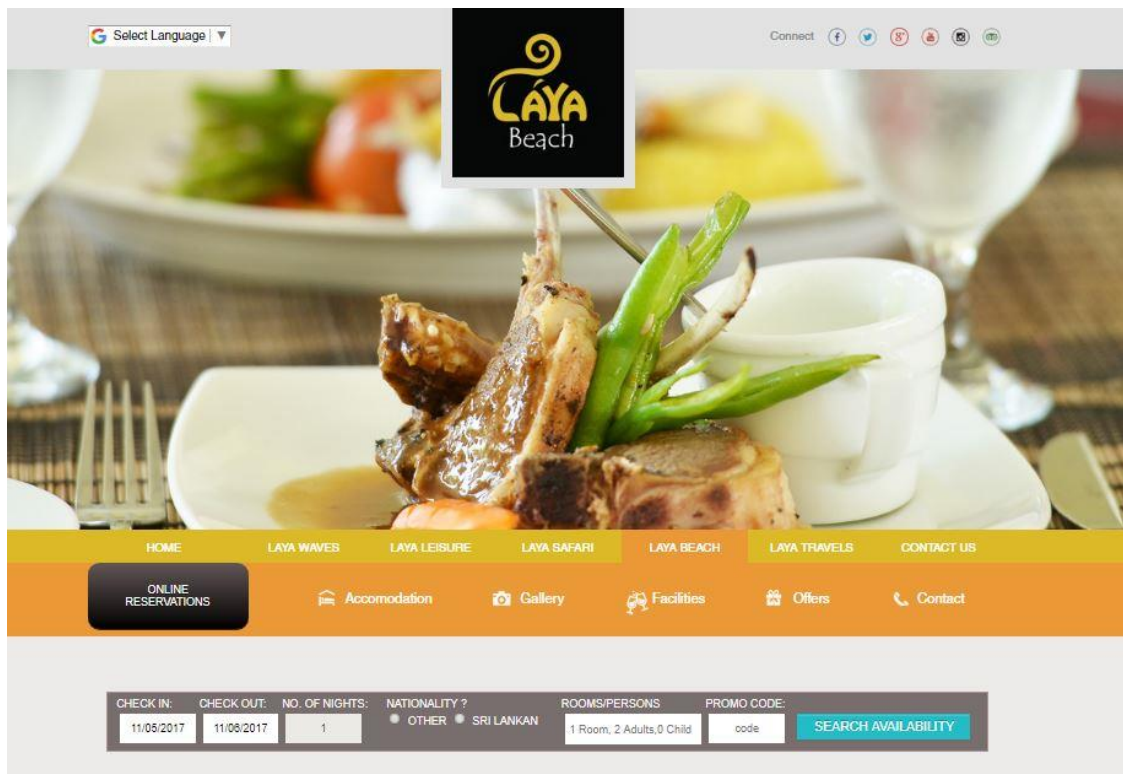 Select Language ▼
Connect
LÁYA
Beach
HOME
LAYA WAVES
LAYA LEISURE
LAYA SAFARI
LAYA BEACH
LAYA TRAVELS
CONTACT US
ONLINE
RESERVATIONS
Accomodation
Gallery
Facilities
Offers
Contact
CHECK IN:
CHECK OUT:
NO. OF NIGHTS:
NATIONALITY ?
ROOMS/PERSONS
PROMO CODE:
11/05/2017
11/06/2017
1
OTHER
SRI LANKAN
1 Room, 2 Adults,0 Child
code
SEARCH AVAILABILITY